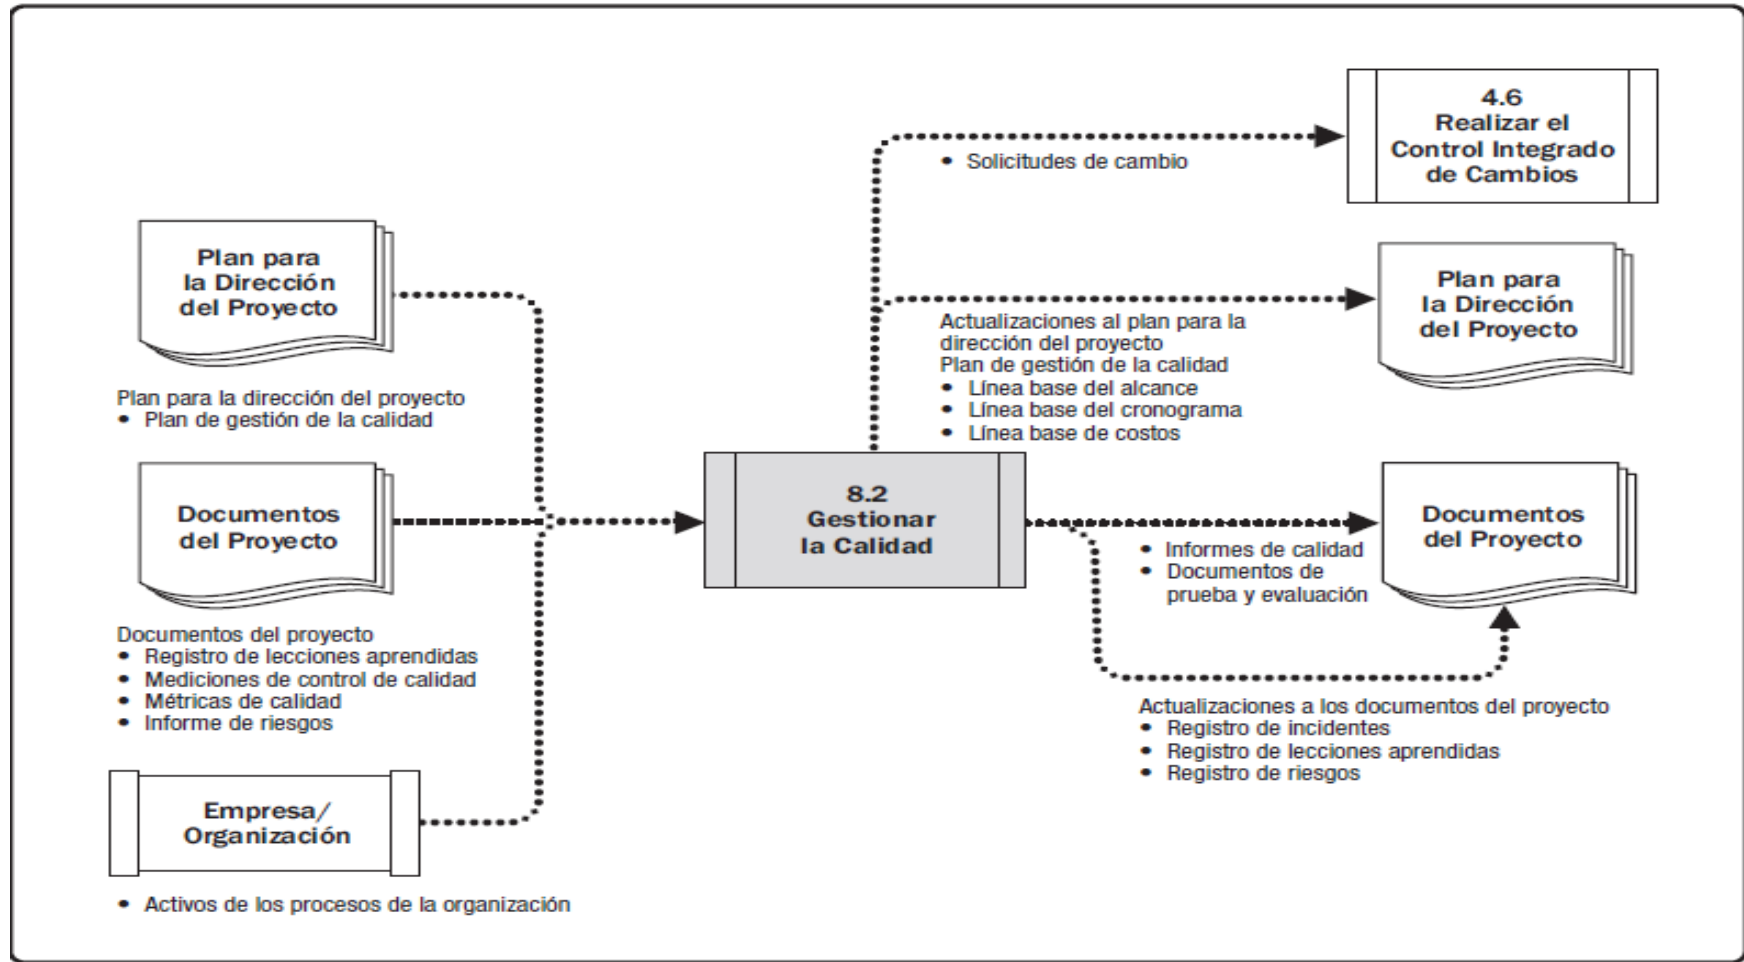 Plan para
la Dirección
del Proyecto
Plan para la dirección del proyecto
• Plan de gestión de la calidad
Documentos
del Proyecto
Documentos del proyecto
• Registro de lecciones aprendidas
• Mediciones de control de calidad
• Métricas de calidad
• Informe de riesgos
Empresa/
Organización
• Activos de los procesos de la organización
8.2
Gestionar
la Calidad
• Solicitudes de cambio
4.6
Realizar el
Control Integrado
de Cambios
Actualizaciones al plan para la
dirección del proyecto
Plan de gestión de la calidad
• Línea base del alcance
• Línea base del cronograma
• Línea base de costos
Plan para
la Dirección
del Proyecto
• Informes de calidad
• Documentos de
prueba y evaluación
Documentos
del Proyecto
Actualizaciones a los documentos del proyecto
• Registro de incidentes
• Registro de lecciones aprendidas
• Registro de riesgos